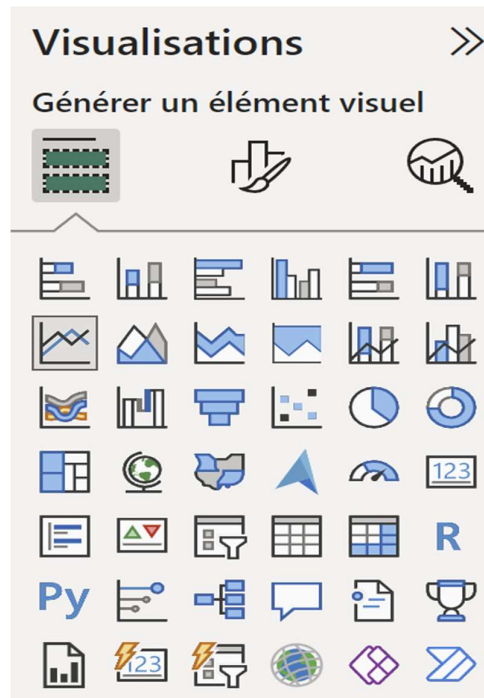 Visualisations
Générer un élément visuel
123
R
Py
123